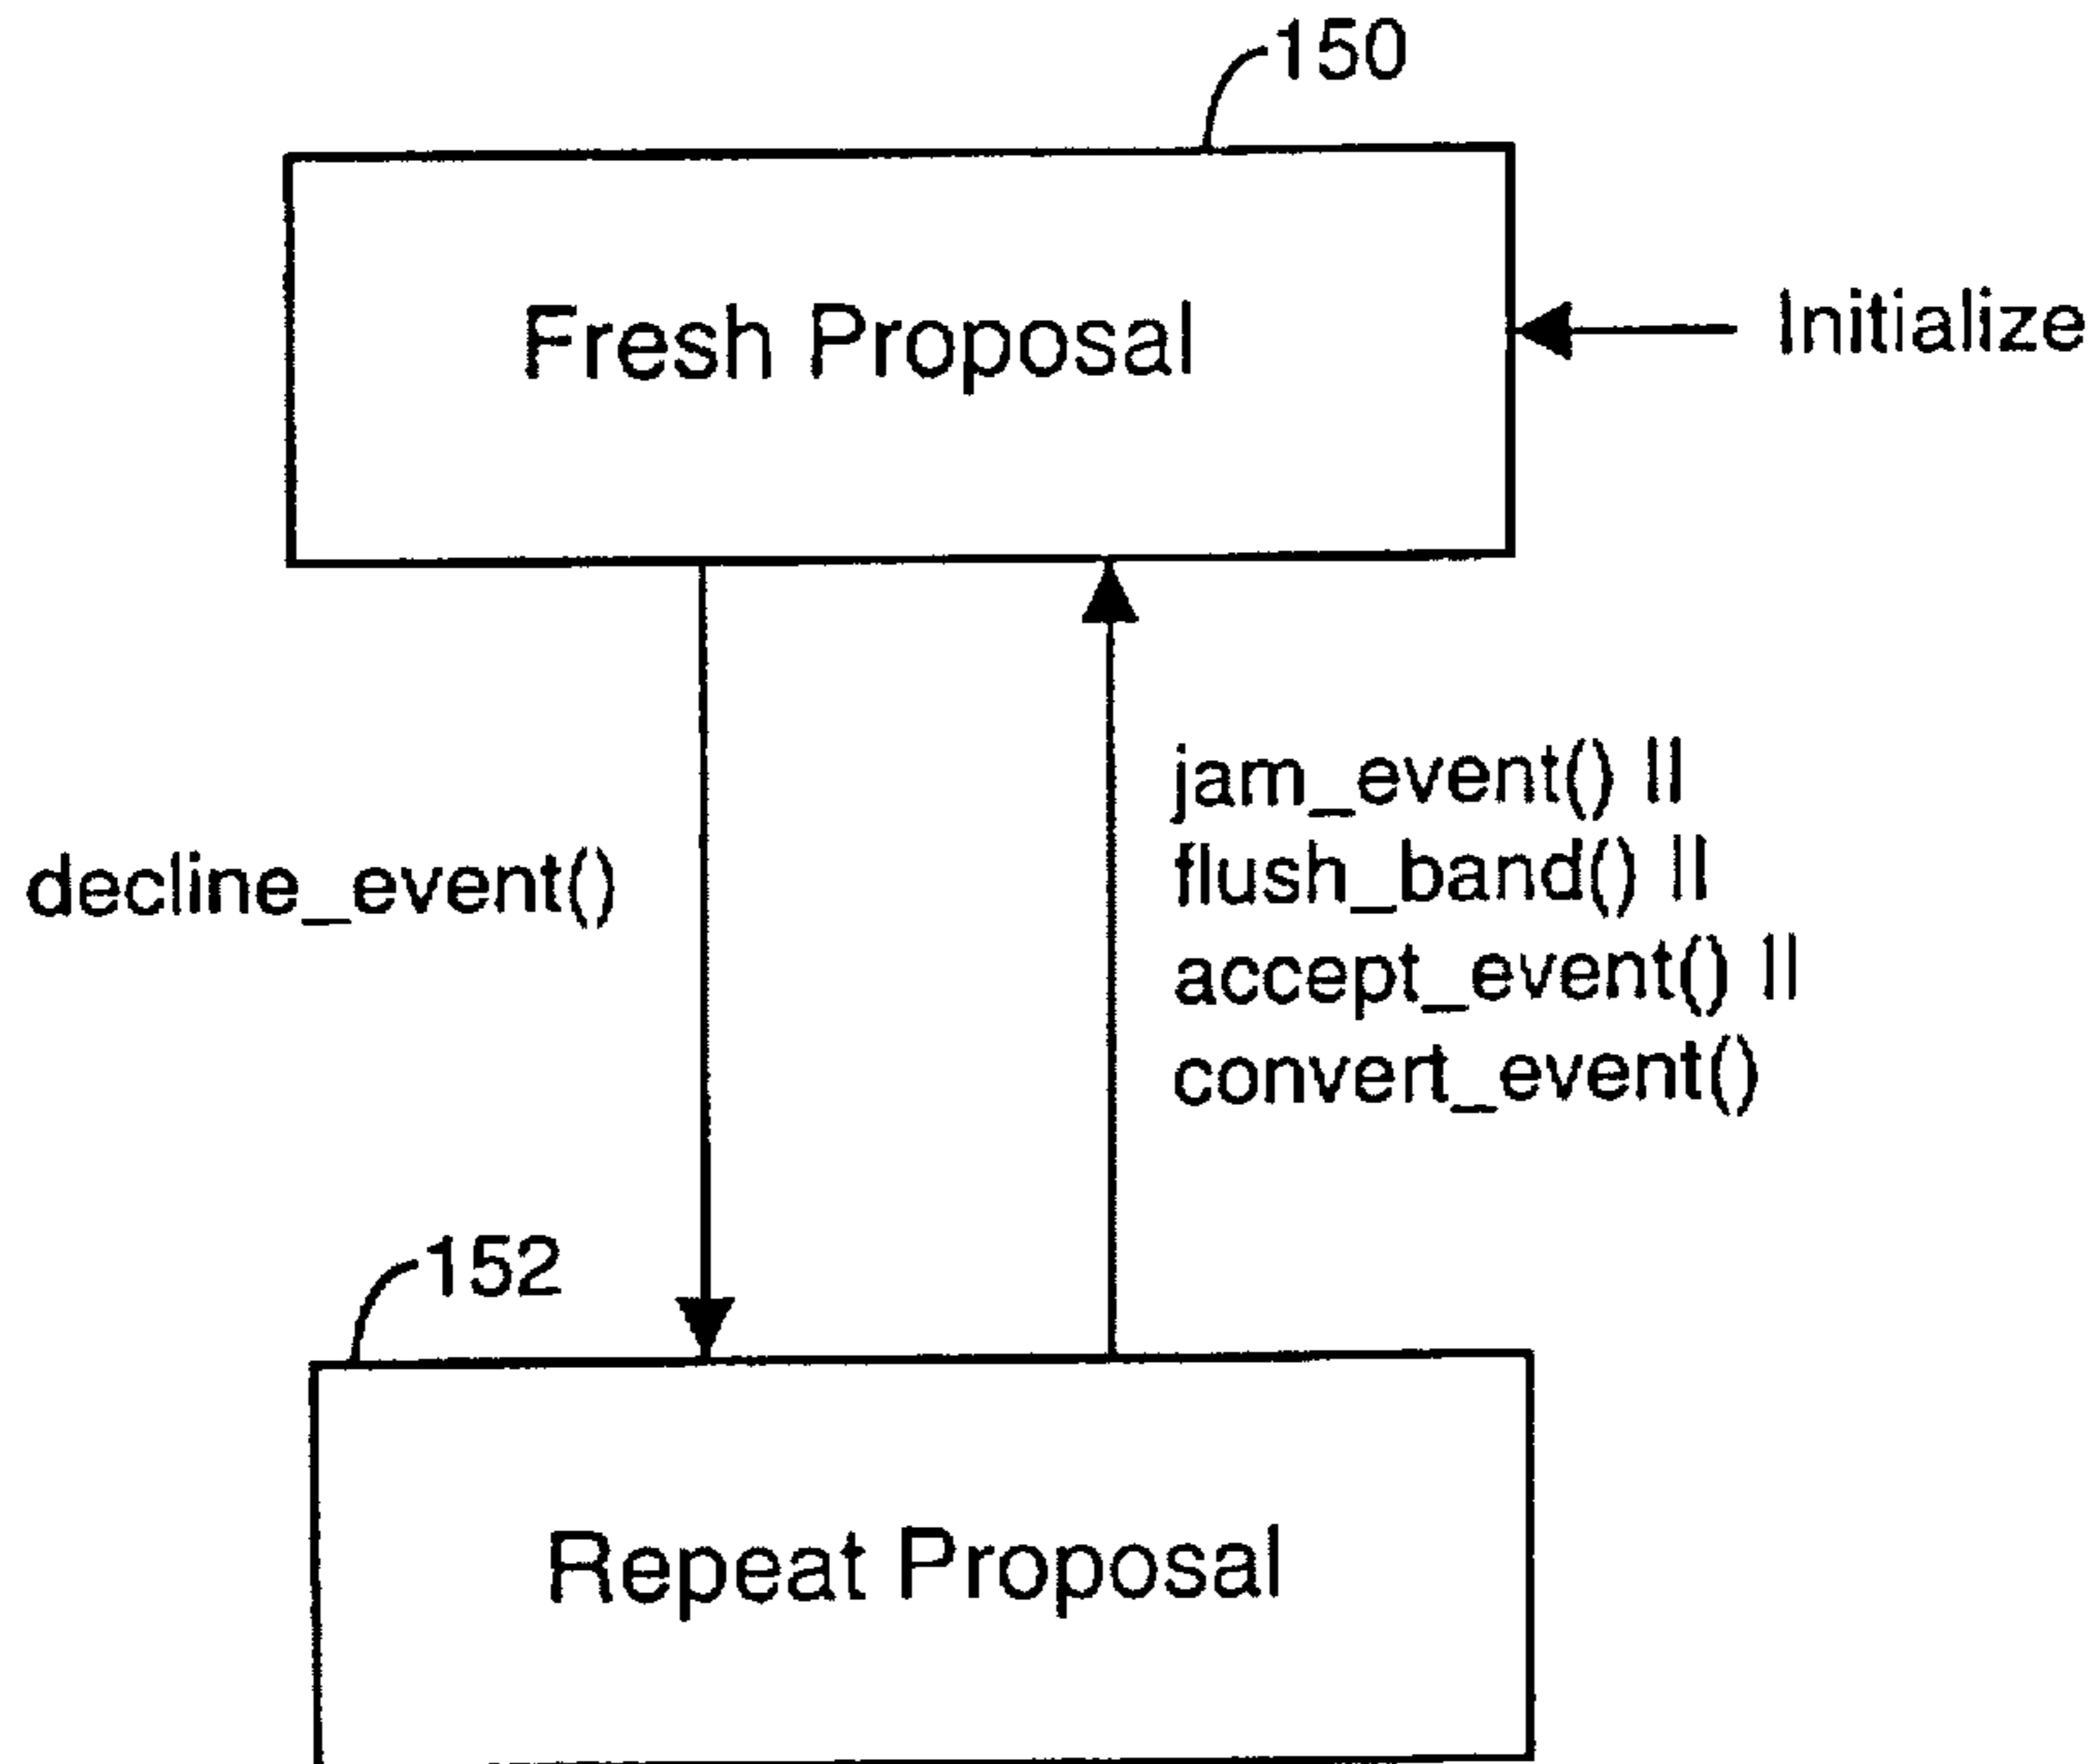 150
Fresh Proposal
Initialize
decline_event()
jam_event() ||
flush_band() ||
accept_event() ||
convert_event()
152
Repeat Proposal